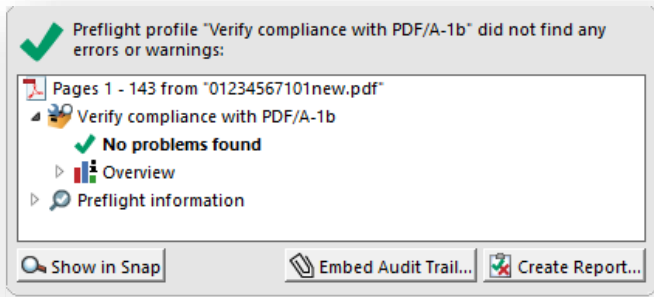 Preflight profile "Verify compliance with PDF/A-1b" did not find any
errors or warnings:
Pages 1 - 143 from "01234567101new.pdf"
Verify compliance with PDF/A-1b
No problems found
Overview
Preflight information
Show in Snap
Embed Audit Trail...
Create Report...